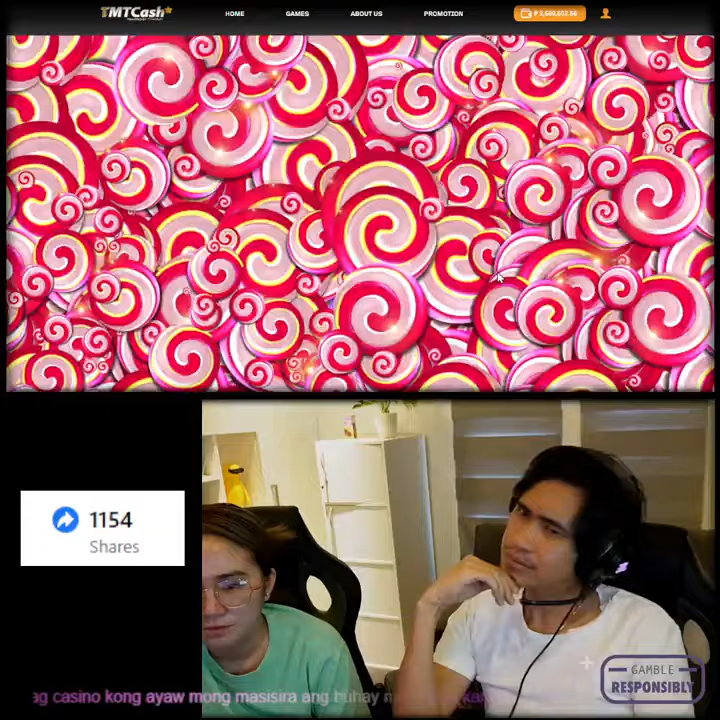 TMTCash
HOME
GAMES
ABOUT US
PROMOTION
1154
Shares
ag casino kong ayaw mong masisira ang buhay
GAMBLE
RESPONSIBLY